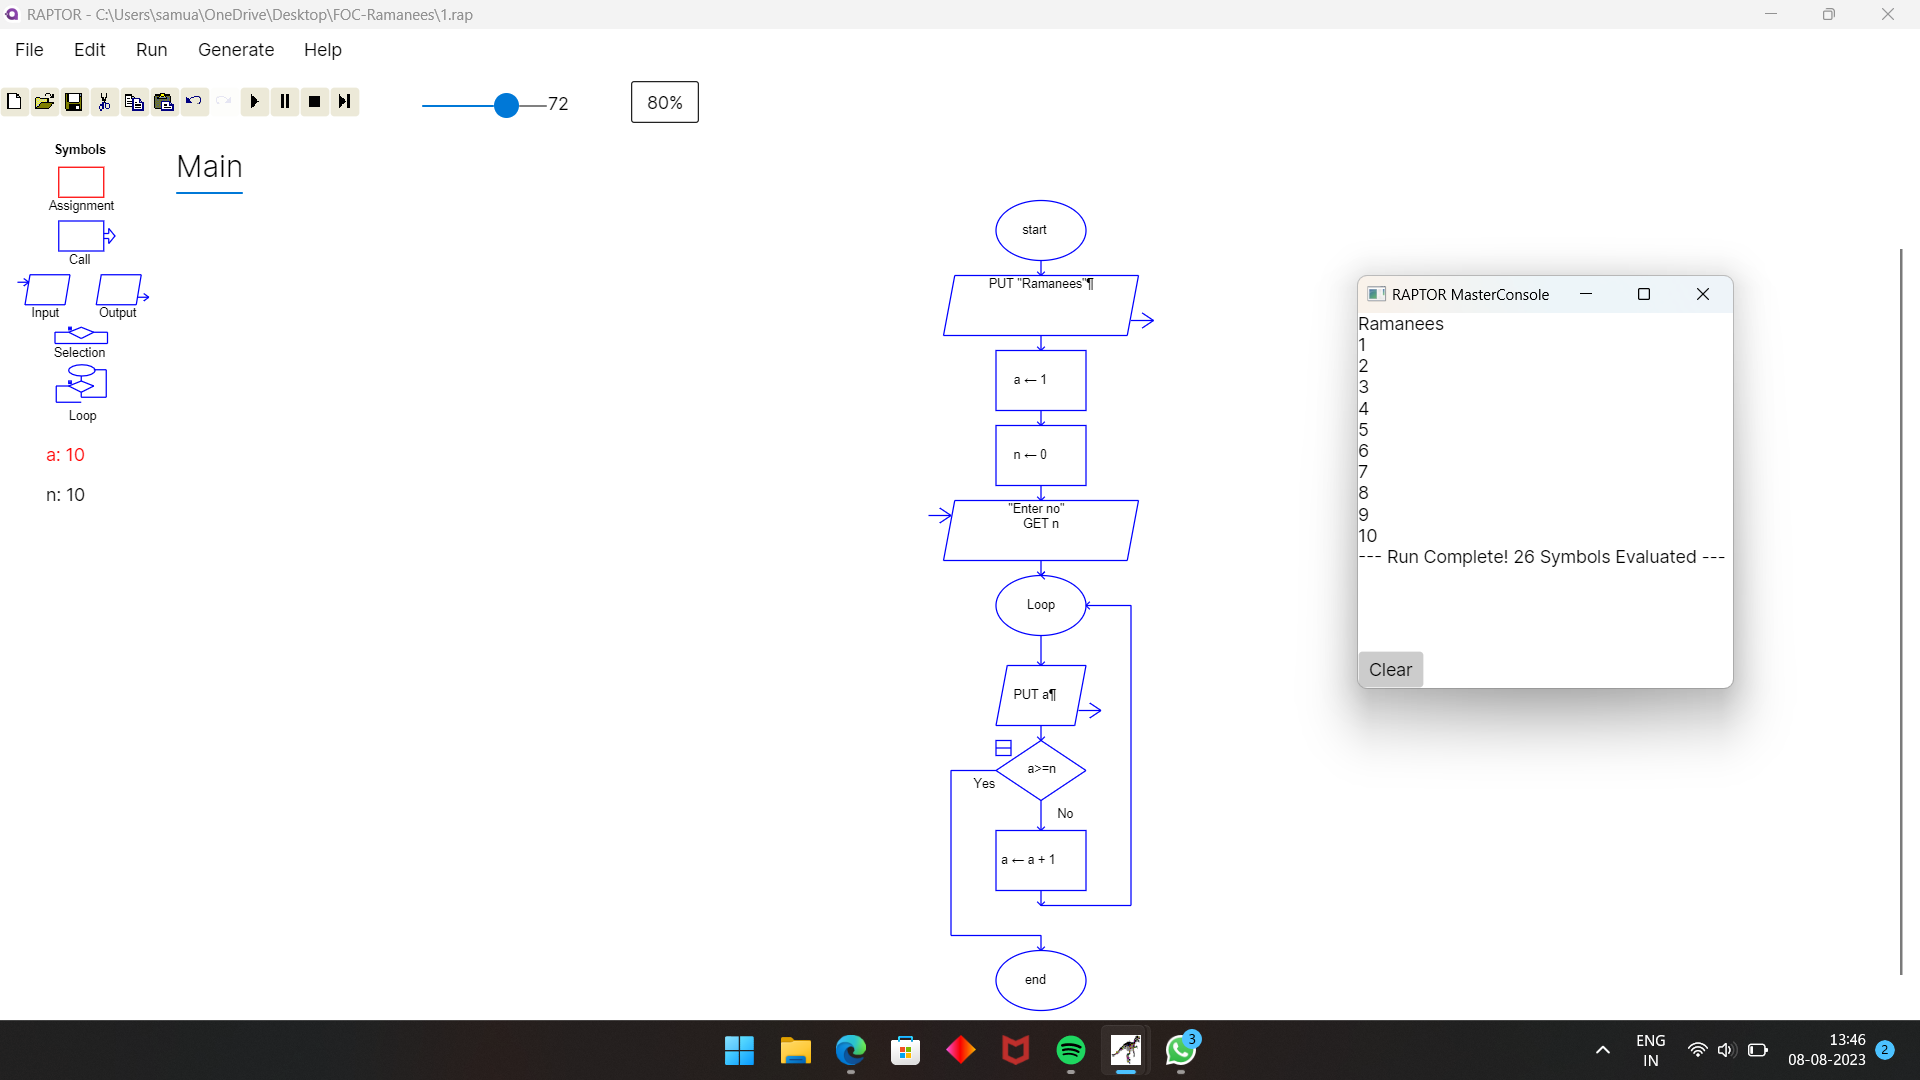 RAPTOR - C:\Users\samua\OneDrive\Desktop\FOC-Ramanees\1.rap
File Edit Run Generate Help
72
80%
Symbols
Assignment
Call
Input Output
Selection
Loop
a: 10
n: 10
Main
start
PUT "Ramanees"¶
a ← 1
n ← 0
"Enter no"
GET n
Loop
PUT a¶
a>=n
Yes
No
a ← a + 1
end
RAPTOR MasterConsole
Ramanees
1
2
3
4
5
6
7
8
9
10
--- Run Complete! 26 Symbols Evaluated ---
Clear
3
ENG
IN
13:46
08-08-2023
2